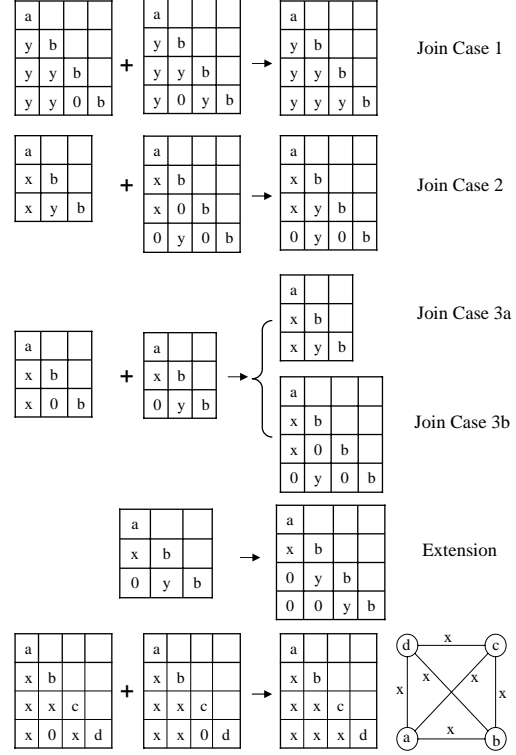 a
y b
y y b
y y 0 b
+
a
y b
y y b
y 0 y b
→
a
y b
y y b
y y y b
Join Case 1
a
x b
x y b
+
a
x b
x 0 b
0 y 0 b
→
a
x b
x y b
0 y 0 b
Join Case 2
a
x b
x 0 b
+
a
x b
0 y b
→
a
x b
x y b
Join Case 3a
a
x b
x 0 b
0 y 0 b
Join Case 3b
a
x b
0 y b
→
a
x b
0 y b
0 0 y b
Extension
a
x b
x x c
x 0 x d
+
a
x b
x x c
x x 0 d
→
a
x b
x x c
x x x d
d x c
x x x x
a x b